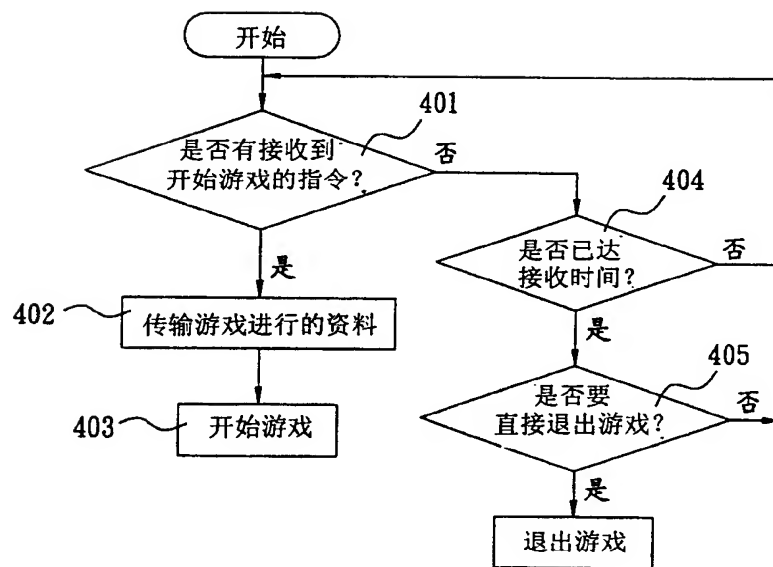 开始
401
是否有接收到
开始游戏的指令？
否
404
是否已达
接收时间？
否
是
402
传输游戏进行的资料
是
405
是否要
直接退出游戏？
否
403
开始游戏
是
退出游戏